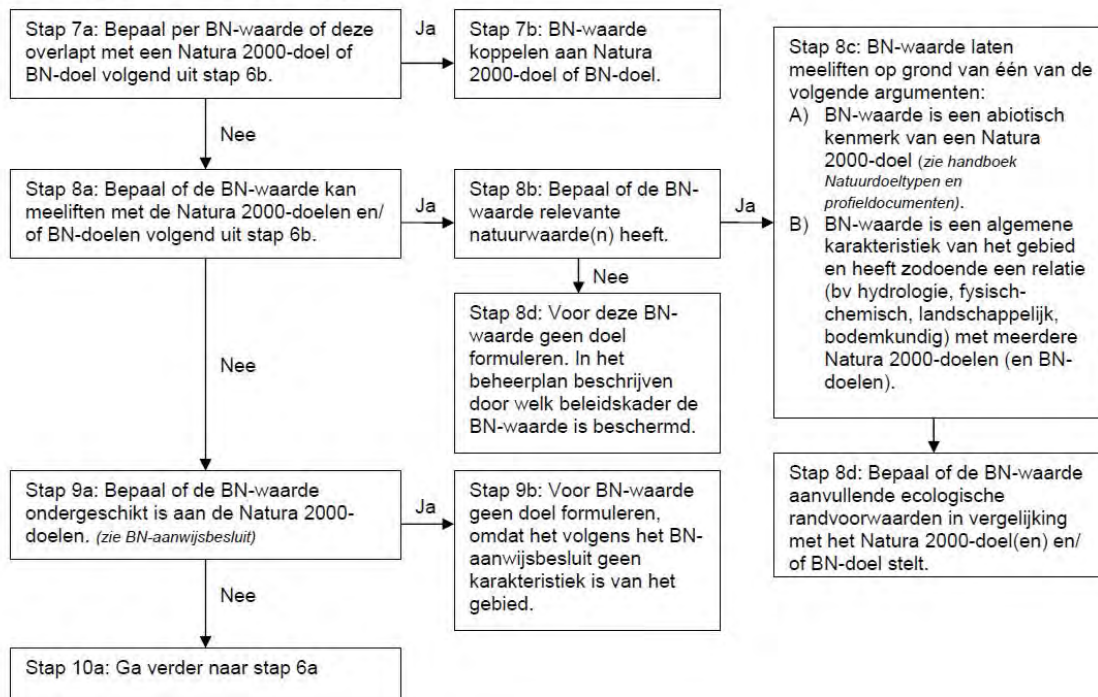 Stap 7a: Bepaal per BN-waarde of deze
overlapt met een Natura 2000-doel of
BN-doel volgend uit stap 6b.
Ja
Stap 7b: BN-waarde
koppelen aan Natura
2000-doel of BN-doel.
Nee
Stap 8a: Bepaal of de BN-waarde kan
meeliften met de Natura 2000-doelen en/
of BN-doelen volgend uit stap 6b.
Ja
Stap 8b: Bepaal of de BN-
waarde relevante
natuurwaarde(n) heeft.
Ja
Stap 8c: BN-waarde laten
meeliften op grond van één van de
volgende argumenten:
A) BN-waarde is een abiotisch
kenmerk van een Natura
2000-doel (zie handboek
Natuurdoeltypen en
profieldocumenten).
B) BN-waarde is een algemene
karakteristiek van het gebied
en heeft zodoende een relatie
(bv hydrologie, fysisch-
chemisch, landschappelijk,
bodemkundig) met meerdere
Natura 2000-doelen (en BN-
doelen).
Nee
Stap 8d: Voor deze BN-
waarde geen doel
formuleren. In het
beheerplan beschrijven
door welk beleidskader de
BN-waarde is beschermd.
Nee
Stap 8d: Bepaal of de BN-waarde
aanvullende ecologische
randvoorwaarden in vergelijking
met het Natura 2000-doel(en) en/
of BN-doel stelt.
Stap 9a: Bepaal of de BN-waarde
ondergeschikt is aan de Natura 2000-
doelen. (zie BN-aanwijsbesluit)
Ja
Stap 9b: Voor BN-waarde
geen doel formuleren,
omdat het volgens het BN-
aanwijsbesluit geen
karakteristiek is van het
gebied.
Nee
Stap 10a: Ga verder naar stap 6a